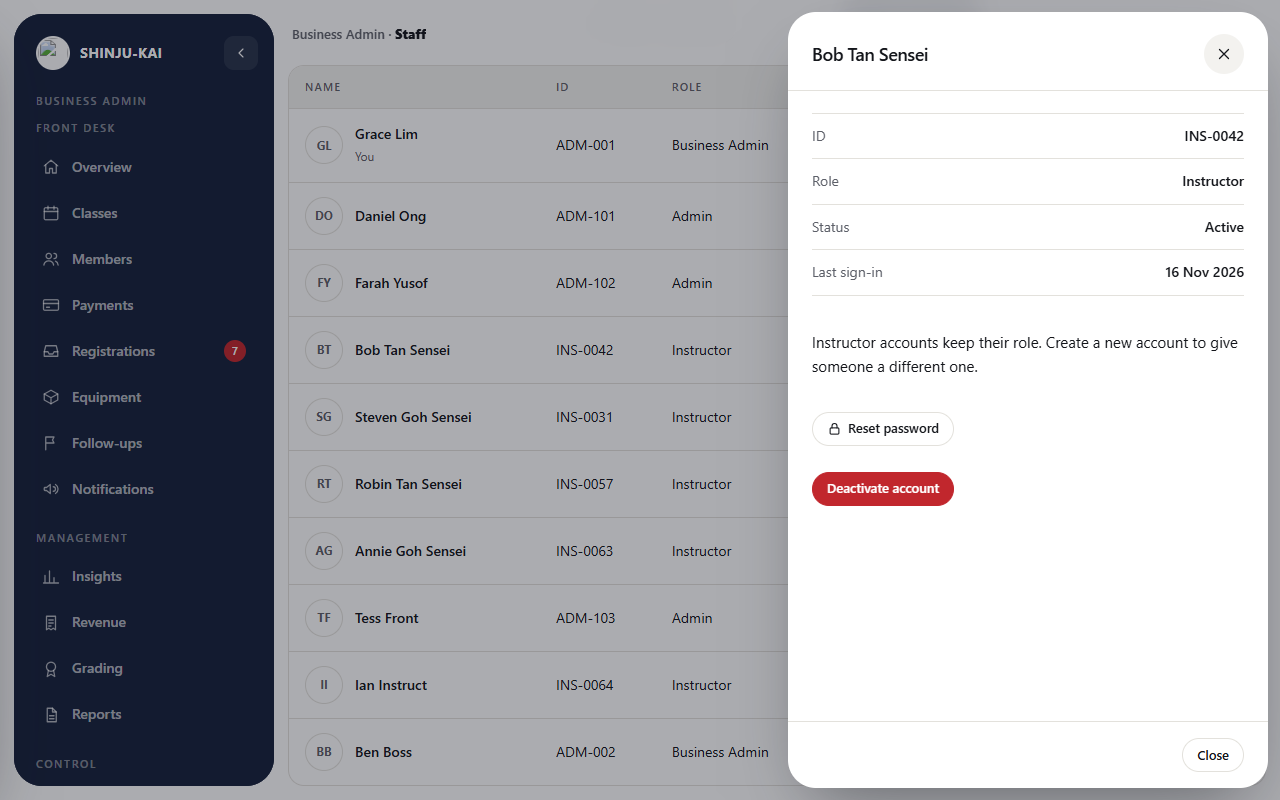 SHINJU-KAI
BUSINESS ADMIN
FRONT DESK
Overview
Classes
Members
Payments
Registrations 7
Equipment
Follow-ups
Notifications
MANAGEMENT
Insights
Revenue
Grading
Reports
CONTROL
Business Admin · Staff
NAME ID ROLE
GL Grace Lim ADM-001 Business Admin
You
DO Daniel Ong ADM-101 Admin
FY Farah Yusof ADM-102 Admin
BT Bob Tan Sensei INS-0042 Instructor
SG Steven Goh Sensei INS-0031 Instructor
RT Robin Tan Sensei INS-0057 Instructor
AG Annie Goh Sensei INS-0063 Instructor
TF Tess Front ADM-103 Admin
II Ian Instruct INS-0064 Instructor
BB Ben Boss ADM-002 Business Admin
Bob Tan Sensei
ID INS-0042
Role Instructor
Status Active
Last sign-in 16 Nov 2026
Instructor accounts keep their role. Create a new account to give
someone a different one.
Reset password
Deactivate account
Close